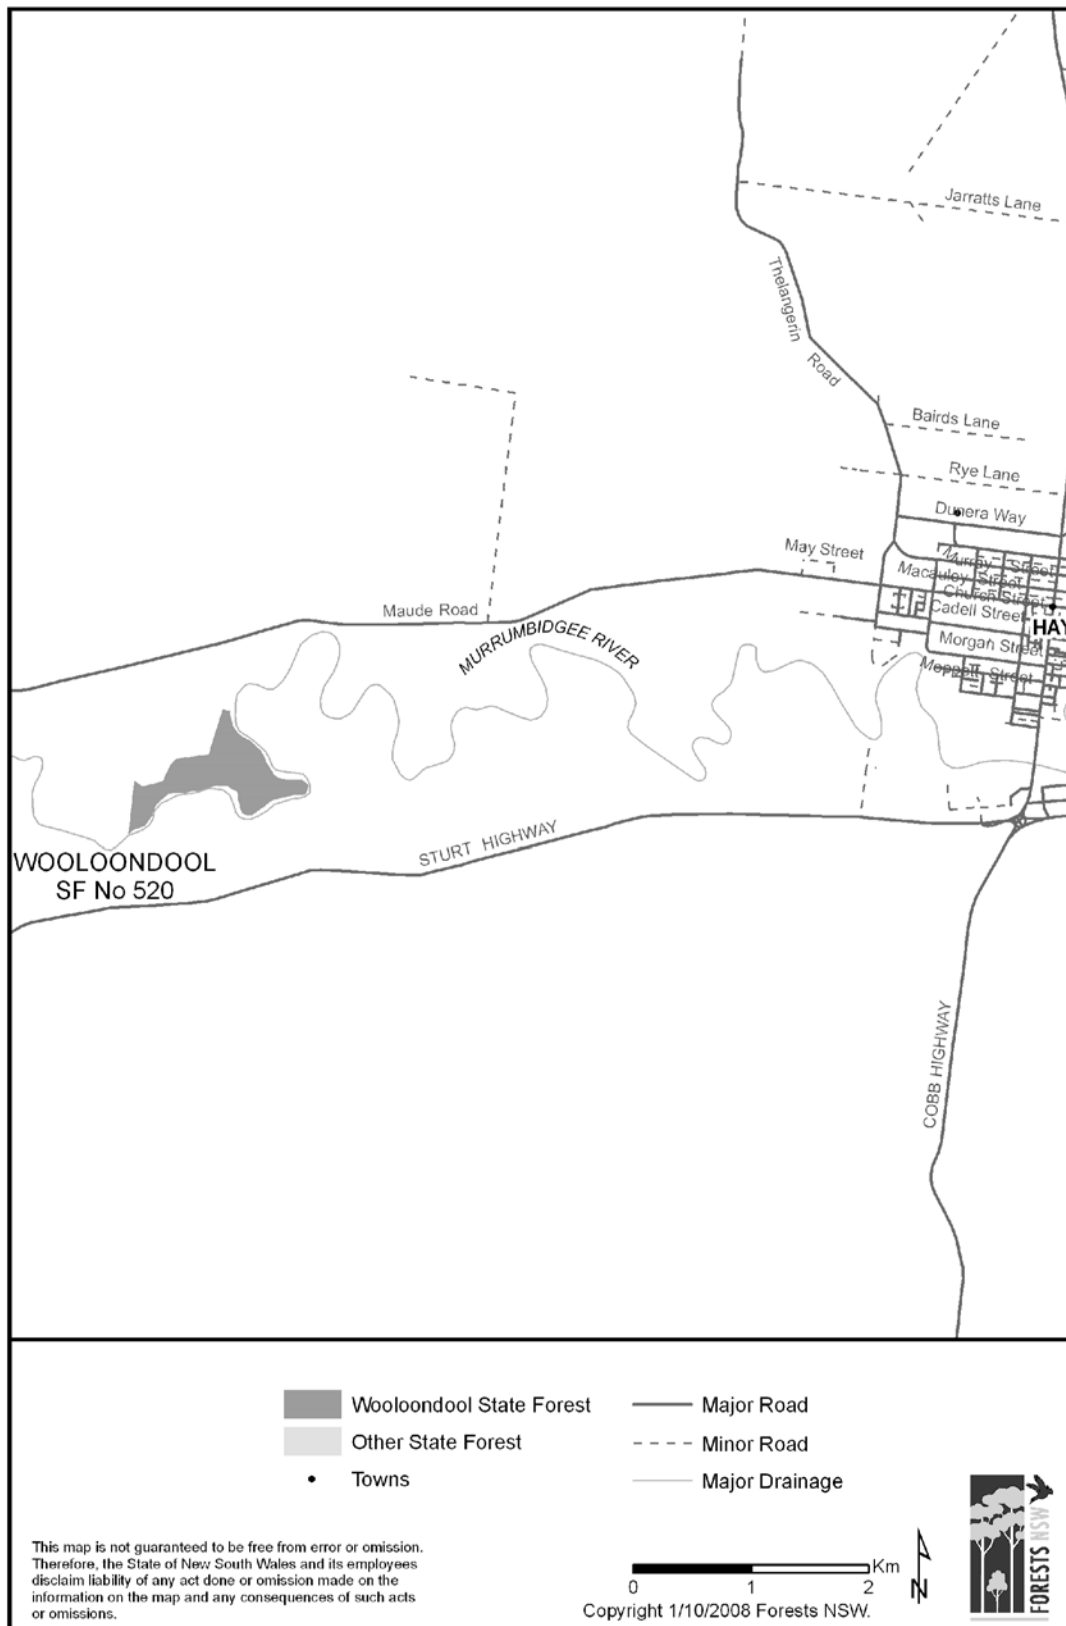 Jarratts Lane
Thelangerin
Road
Bairds Lane
Rye Lane
Dunera Way
May Street
Murray Street
Macauley Street
Church Street
Maude Road
Cadell Street
HAY
MURRUMBIDGEE RIVER
Morgan Street
Moppett Street
STURT HIGHWAY
WOOLOONDOOL
SF No 520
COBB HIGHWAY
Wooloondool State Forest
Major Road
Other State Forest
Minor Road
Towns
Major Drainage
This map is not guaranteed to be free from error or omission.
Therefore, the State of New South Wales and its employees
disclaim liability of any act done or omission made on the
information on the map and any consequences of such acts
or omissions.
Km
0 1 2
N
Copyright 1/10/2008 Forests NSW.
FORESTS NSW